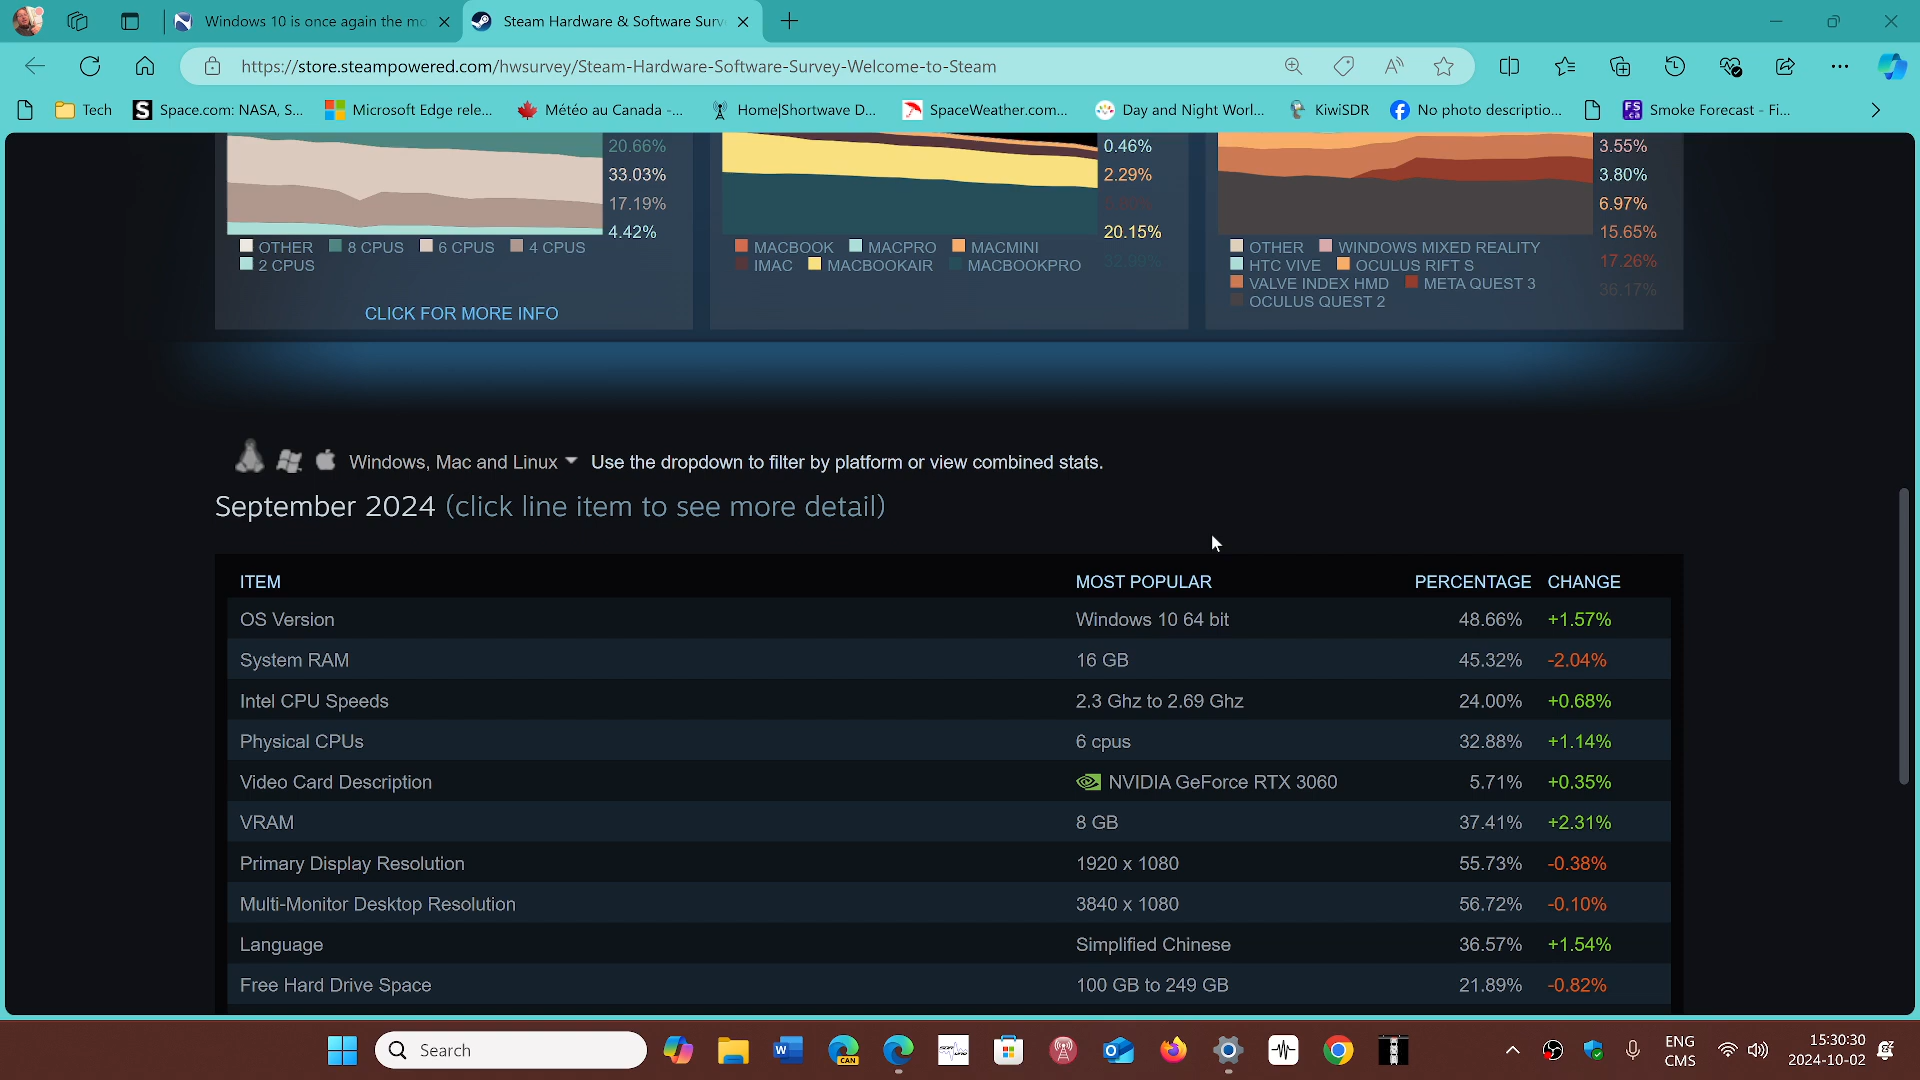 Windows 10 is once again the mo
Steam Hardware & Software Surv
https://store.steampowered.com/hwsurvey/Steam-Hardware-Software-Survey-Welcome-to-Steam
Tech
Space.com: NASA, S...
Microsoft Edge rele...
Météo au Canada -...
Home|Shortwave D...
SpaceWeather.com...
Day and Night Worl...
KiwiSDR
No photo descriptio...
Smoke Forecast - Fi...
20.66%
33.03%
17.19%
4.42%
OTHER 8 CPUS 6 CPUS 4 CPUS
2 CPUS
CLICK FOR MORE INFO
0.46%
2.29%
20.15%
32.99%
MACBOOK MACPRO MACMINI
IMAC MACBOOKAIR MACBOOKPRO
3.55%
3.80%
6.97%
15.65%
17.26%
36.17%
OTHER WINDOWS MIXED REALITY
HTC VIVE OCULUS RIFT S
VALVE INDEX HMD META QUEST 3
OCULUS QUEST 2
Windows, Mac and Linux Use the dropdown to filter by platform or view combined stats.
September 2024 (click line item to see more detail)
ITEM MOST POPULAR PERCENTAGE CHANGE
OS Version Windows 10 64 bit 48.66% +1.57%
System RAM 16 GB 45.32% -2.04%
Intel CPU Speeds 2.3 Ghz to 2.69 Ghz 24.00% +0.68%
Physical CPUs 6 cpus 32.88% +1.14%
Video Card Description NVIDIA GeForce RTX 3060 5.71% +0.35%
VRAM 8 GB 37.41% +2.31%
Primary Display Resolution 1920 x 1080 55.73% -0.38%
Multi-Monitor Desktop Resolution 3840 x 1080 56.72% -0.10%
Language Simplified Chinese 36.57% +1.54%
Free Hard Drive Space 100 GB to 249 GB 21.89% -0.82%
Search
CAN
ENG
CMS
15:30:30
2024-10-02